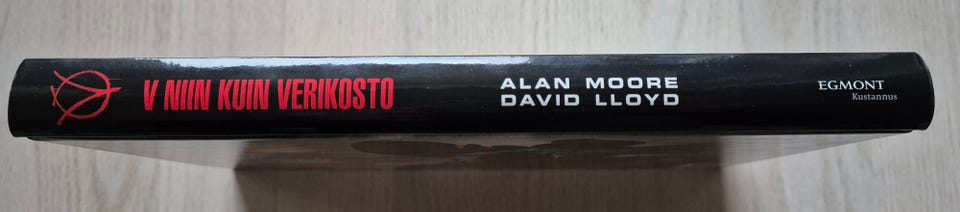 V NIIN KUIN VERIKOSTO
ALAN MOORE
DAVID LLOYD
EGMONT
Kustannus